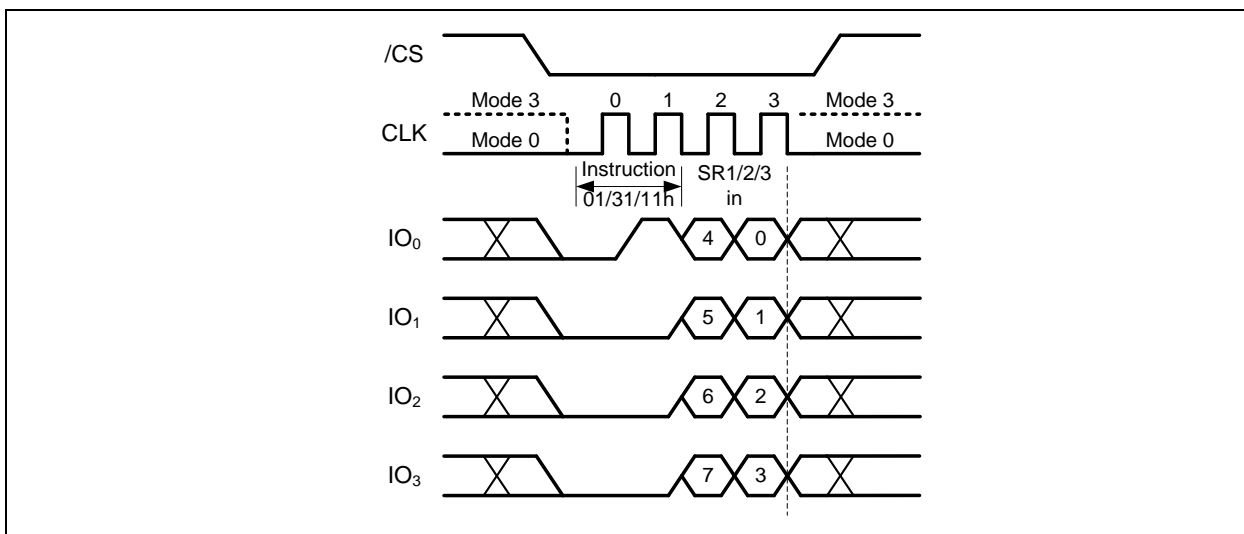 /CS
Mode 3 0 1 2 3 Mode 3
CLK
Mode 0 Mode 0
Instruction SR1/2/3
01/31/11h in
IO₀ 4 0
IO₁ 5 1
IO₂ 6 2
IO₃ 7 3